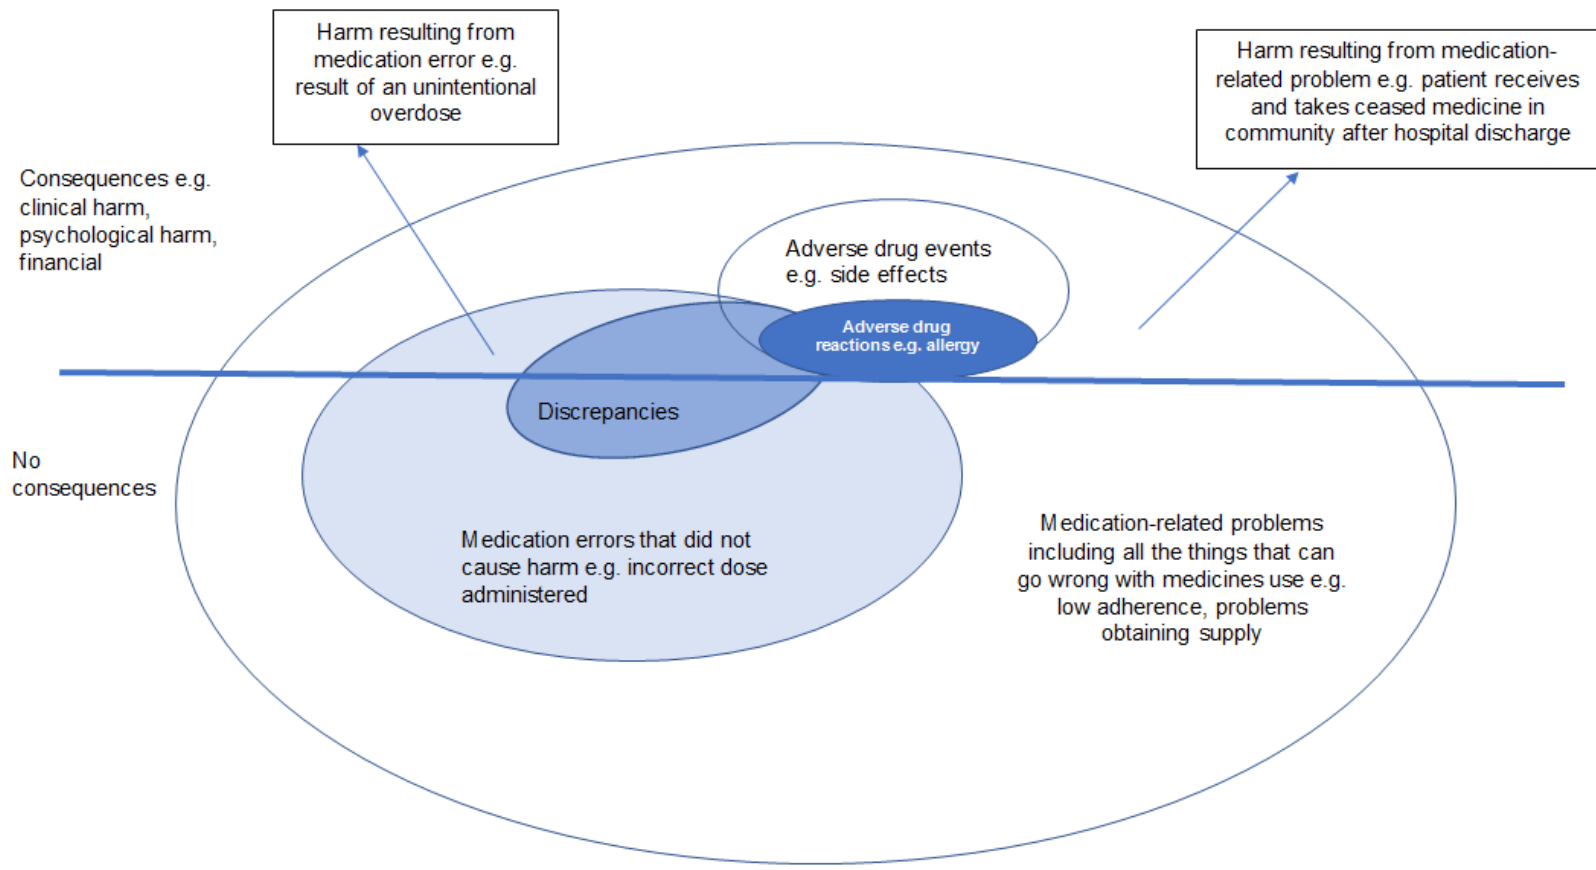 Harm resulting from
medication error e.g.
result of an unintentional
overdose
Harm resulting from medication-
related problem e.g. patient receives
and takes ceased medicine in
community after hospital discharge
Consequences e.g.
clinical harm,
psychological harm,
financial
Adverse drug events
e.g. side effects
Adverse drug
reactions e.g. allergy
Discrepancies
No
consequences
Medication errors that did not
cause harm e.g. incorrect dose
administered
Medication-related problems
including all the things that can
go wrong with medicines use e.g.
low adherence, problems
obtaining supply